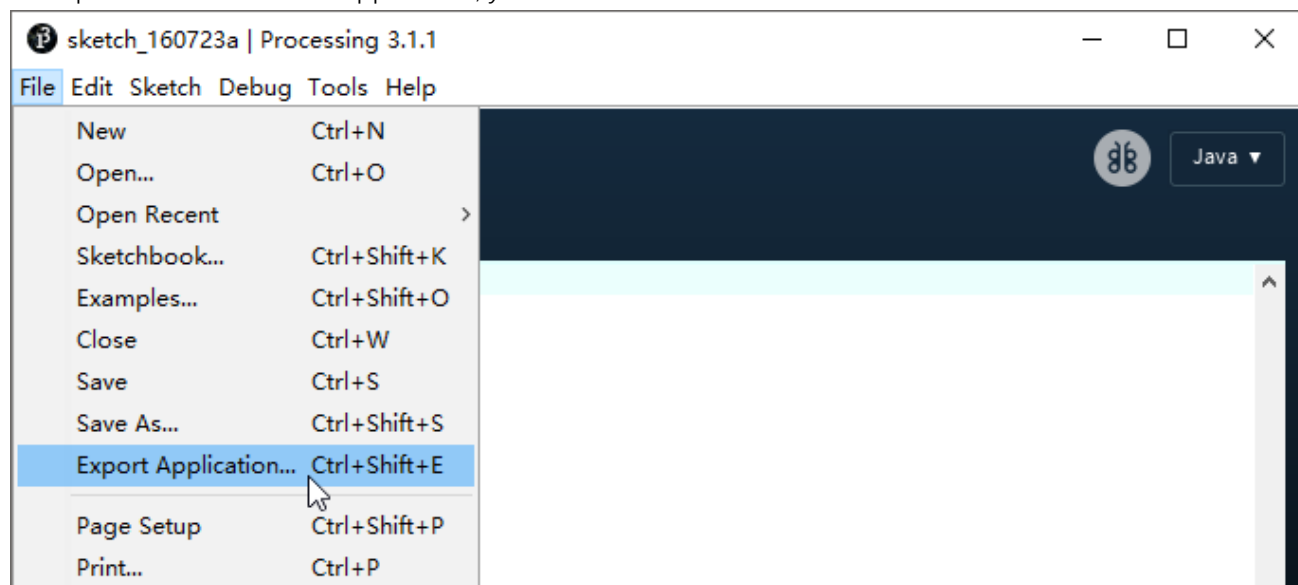 sketch_160723a | Processing 3.1.1
File Edit Sketch Debug Tools Help
New Ctrl+N
Java ▼
Open... Ctrl+O
Open Recent >
Sketchbook... Ctrl+Shift+K
Examples... Ctrl+Shift+O
Close Ctrl+W
Save Ctrl+S
Save As... Ctrl+Shift+S
Export Application... Ctrl+Shift+E
Page Setup Ctrl+Shift+P
Print... Ctrl+P